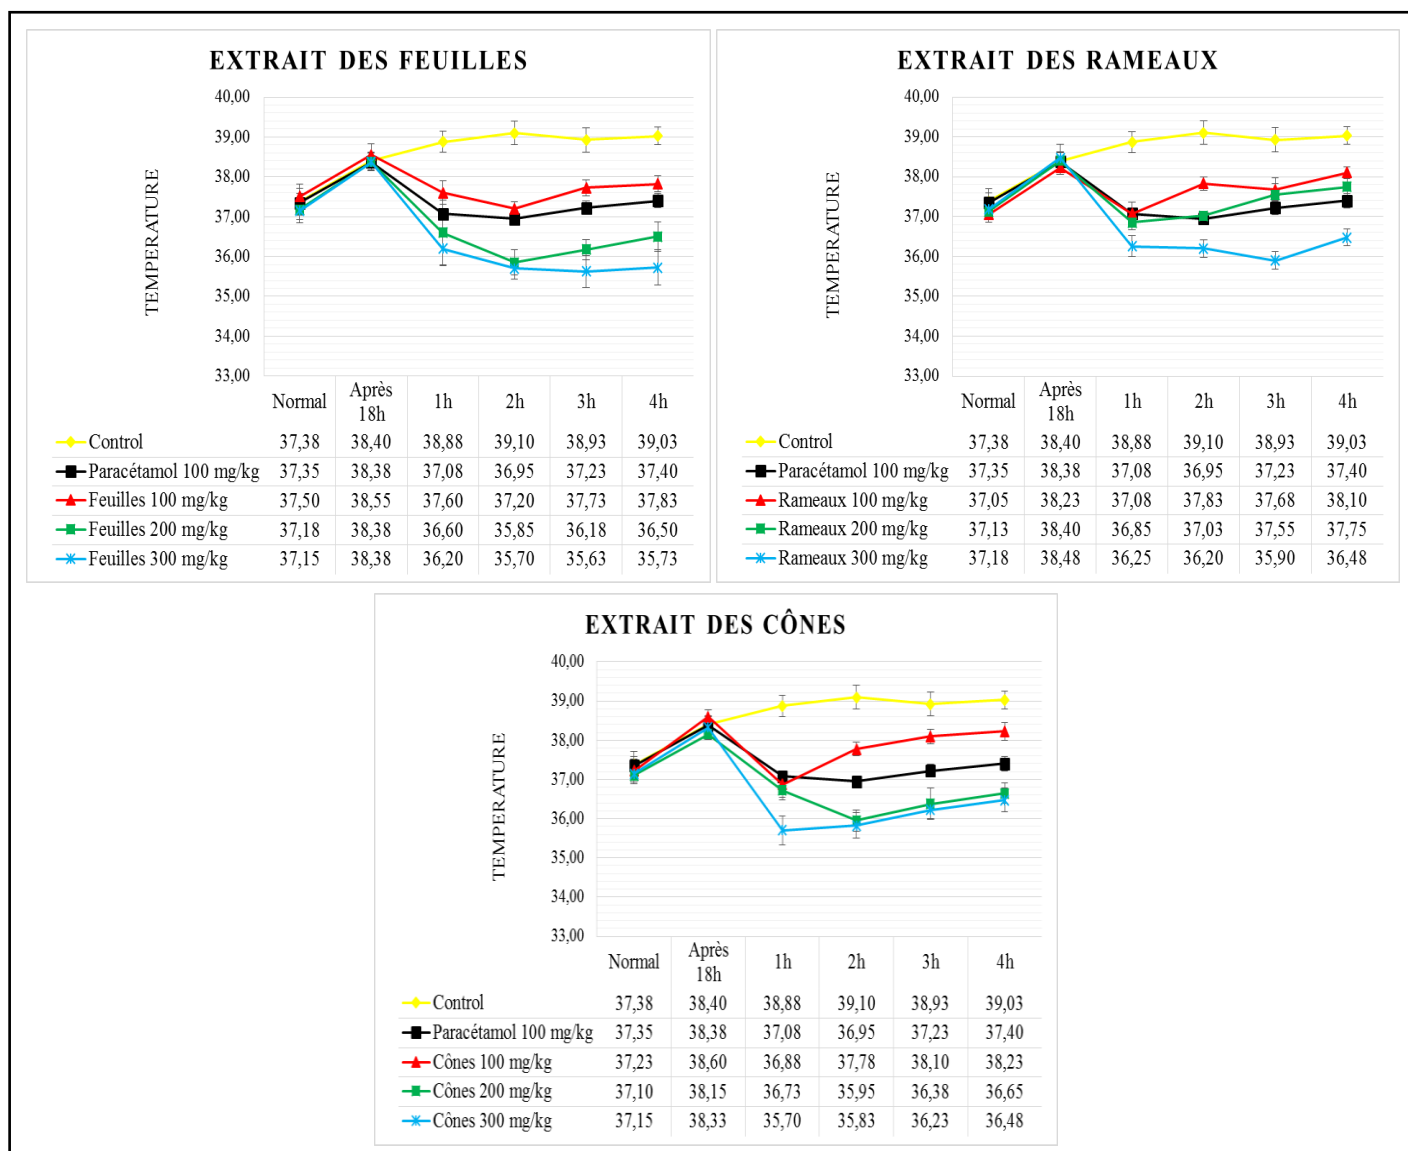 EXTRAIT DES FEUILLES
40,00
39,00
38,00
37,00
36,00
35,00
34,00
33,00
TEMPERATURE
Normal Après 18h 1h 2h 3h 4h
Control 37,38 38,40 38,88 39,10 38,93 39,03
Paracétamol 100 mg/kg 37,35 38,38 37,08 36,95 37,23 37,40
Feuilles 100 mg/kg 37,50 38,55 37,60 37,20 37,73 37,83
Feuilles 200 mg/kg 37,18 38,38 36,60 35,85 36,18 36,50
Feuilles 300 mg/kg 37,15 38,38 36,20 35,70 35,63 35,73
EXTRAIT DES RAMEAUX
40,00
39,00
38,00
37,00
36,00
35,00
34,00
33,00
TEMPERATURE
Normal Après 18h 1h 2h 3h 4h
Control 37,38 38,40 38,88 39,10 38,93 39,03
Paracétamol 100 mg/kg 37,35 38,38 37,08 36,95 37,23 37,40
Rameaux 100 mg/kg 37,05 38,23 37,08 37,83 37,68 38,10
Rameaux 200 mg/kg 37,13 38,40 36,85 37,03 37,55 37,75
Rameaux 300 mg/kg 37,18 38,48 36,25 36,20 35,90 36,48
EXTRAIT DES CÔNES
40,00
39,00
38,00
37,00
36,00
35,00
34,00
33,00
TEMPERATURE
Normal Après 18h 1h 2h 3h 4h
Control 37,38 38,40 38,88 39,10 38,93 39,03
Paracétamol 100 mg/kg 37,35 38,38 37,08 36,95 37,23 37,40
Cônes 100 mg/kg 37,23 38,60 36,88 37,78 38,10 38,23
Cônes 200 mg/kg 37,10 38,15 36,73 35,95 36,38 36,65
Cônes 300 mg/kg 37,15 38,33 35,70 35,83 36,23 36,48